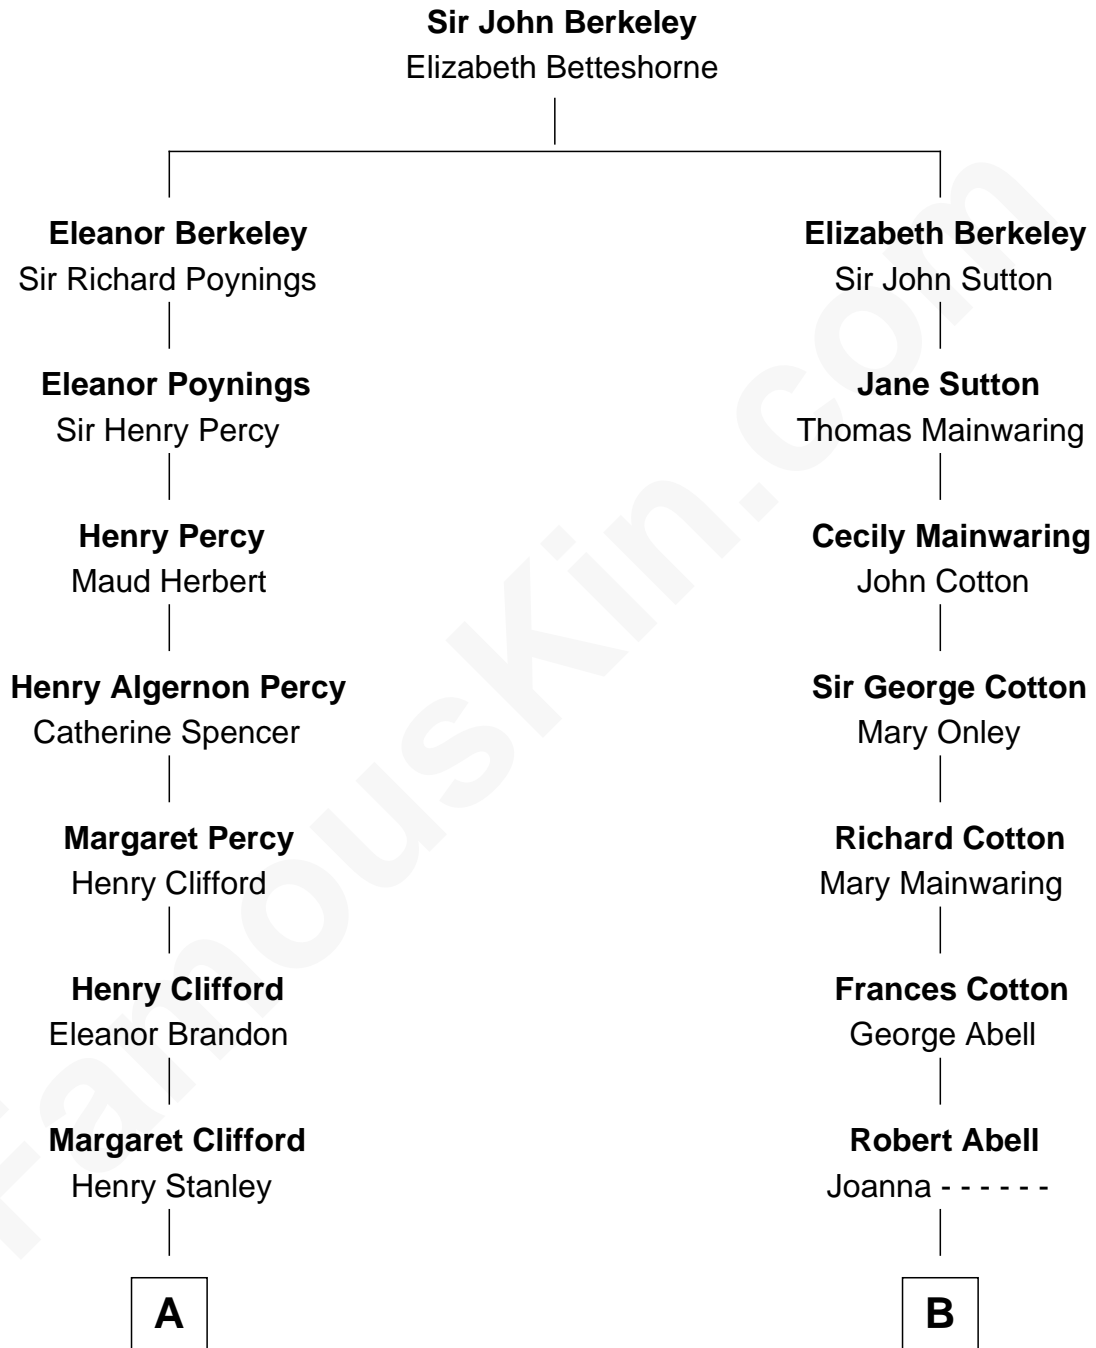 Sir John Berkeley
Elizabeth Betteshorne
Eleanor Berkeley
Sir Richard Poynings
Eleanor Poynings
Sir Henry Percy
Henry Percy
Maud Herbert
Henry Algernon Percy
Catherine Spencer
Margaret Percy
Henry Clifford
Henry Clifford
Eleanor Brandon
Margaret Clifford
Henry Stanley
A
Elizabeth Berkeley
Sir John Sutton
Jane Sutton
Thomas Mainwaring
Cecily Mainwaring
John Cotton
Sir George Cotton
Mary Onley
Richard Cotton
Mary Mainwaring
Frances Cotton
George Abell
Robert Abell
Joanna - - - - - -
B
FamousKin.com